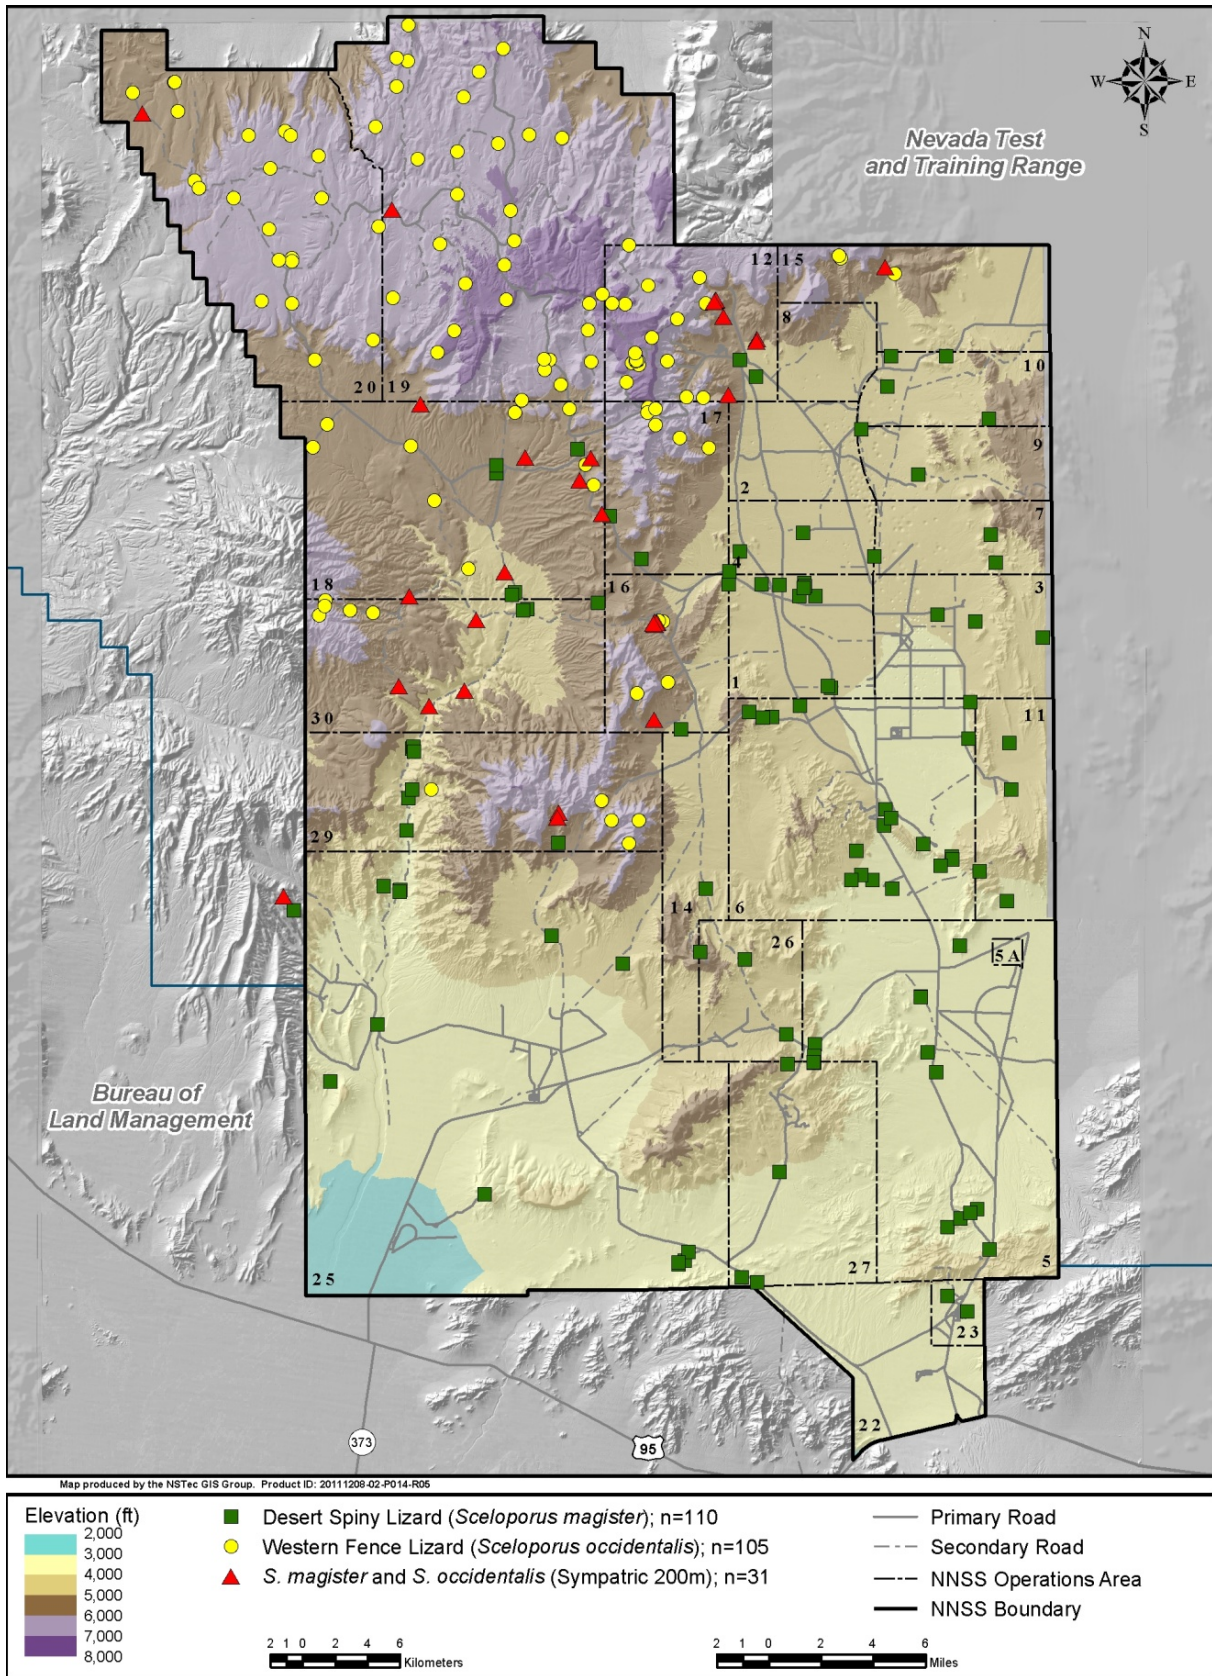 N
W E
S
Nevada Test
and Training Range
12 15
8
20 19
10
17
9
2
7
18
16
4
3
1
30
11
29
14
6
26
5A
Bureau of
Land Management
25
27
5
23
22
373
95
Map produced by the NSTec GIS Group. Product ID: 20111208-02-P014-R05
Elevation (ft)
2,000
3,000
4,000
5,000
6,000
7,000
8,000
Desert Spiny Lizard (Sceloporus magister); n=110
Western Fence Lizard (Sceloporus occidentalis); n=105
S. magister and S. occidentalis (Sympatric 200m); n=31
Primary Road
Secondary Road
NNSS Operations Area
NNSS Boundary
2 1 0 2 4 6
Kilometers
2 1 0 2 4 6
Miles